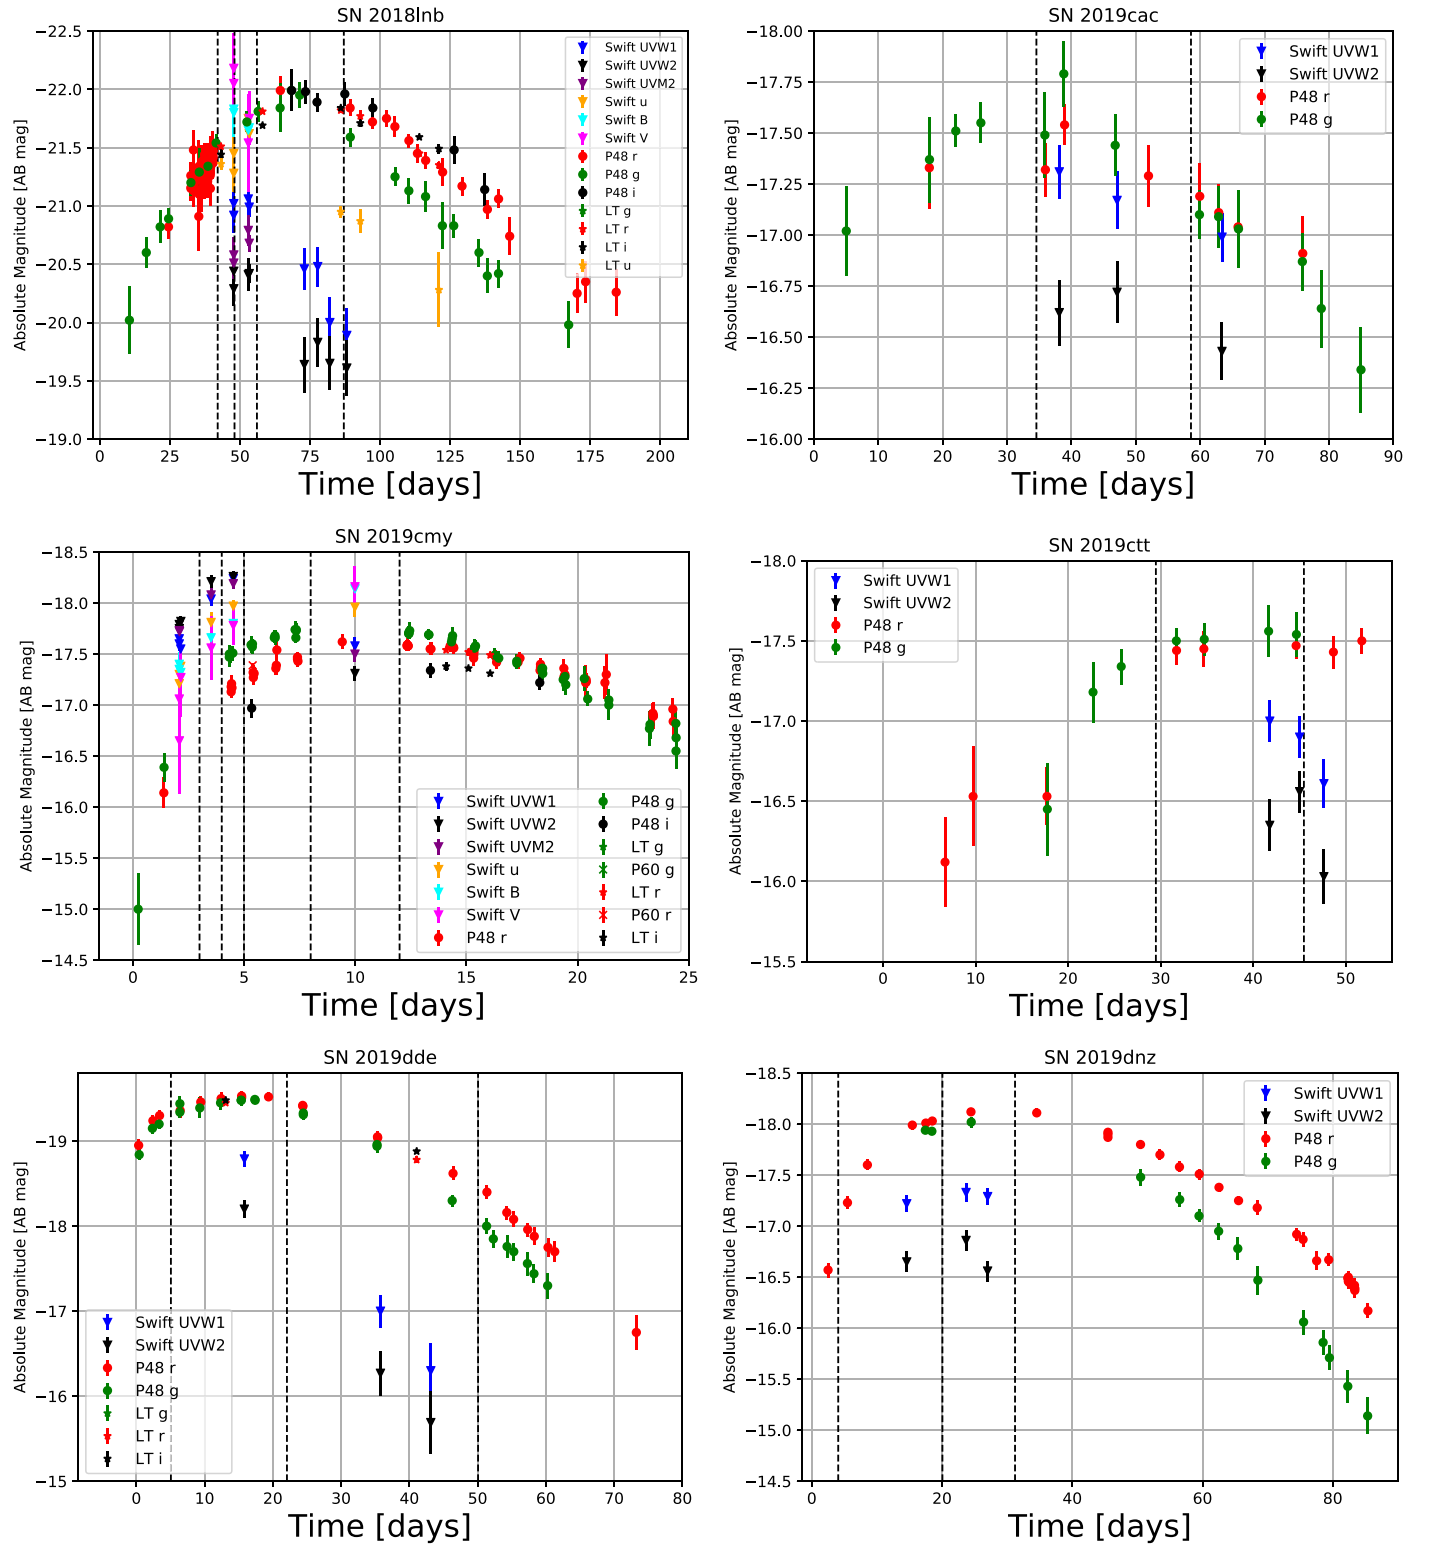 SN 2018lnb
Absolute Magnitude [AB mag]
−22.5
−22.0
−21.5
−21.0
−20.5
−20.0
−19.5
−19.0
Swift UVW1
Swift UVW2
Swift UVM2
Swift u
Swift B
Swift V
P48 r
P48 g
P48 i
LT g
LT r
LT i
LT u
0 25 50 75 100 125 150 175 200
Time [days]
SN 2019cac
Absolute Magnitude [AB mag]
−18.00
−17.75
−17.50
−17.25
−17.00
−16.75
−16.50
−16.25
−16.00
Swift UVW1
Swift UVW2
P48 r
P48 g
0 10 20 30 40 50 60 70 80 90
Time [days]
SN 2019cmy
Absolute Magnitude [AB mag]
−18.5
−18.0
−17.5
−17.0
−16.5
−16.0
−15.5
−15.0
−14.5
Swift UVW1
Swift UVW2
Swift UVM2
Swift u
Swift B
Swift V
P48 r
P48 g
P48 i
LT g
P60 g
LT r
P60 r
LT i
0 5 10 15 20 25
Time [days]
SN 2019ctt
Absolute Magnitude [AB mag]
−18.0
−17.5
−17.0
−16.5
−16.0
−15.5
Swift UVW1
Swift UVW2
P48 r
P48 g
0 10 20 30 40 50
Time [days]
SN 2019dde
Absolute Magnitude [AB mag]
−19
−18
−17
−16
−15
Swift UVW1
Swift UVW2
P48 r
P48 g
LT g
LT r
LT i
0 10 20 30 40 50 60 70 80
Time [days]
SN 2019dnz
Absolute Magnitude [AB mag]
−18.5
−18.0
−17.5
−17.0
−16.5
−16.0
−15.5
−15.0
−14.5
Swift UVW1
Swift UVW2
P48 r
P48 g
0 20 40 60 80
Time [days]